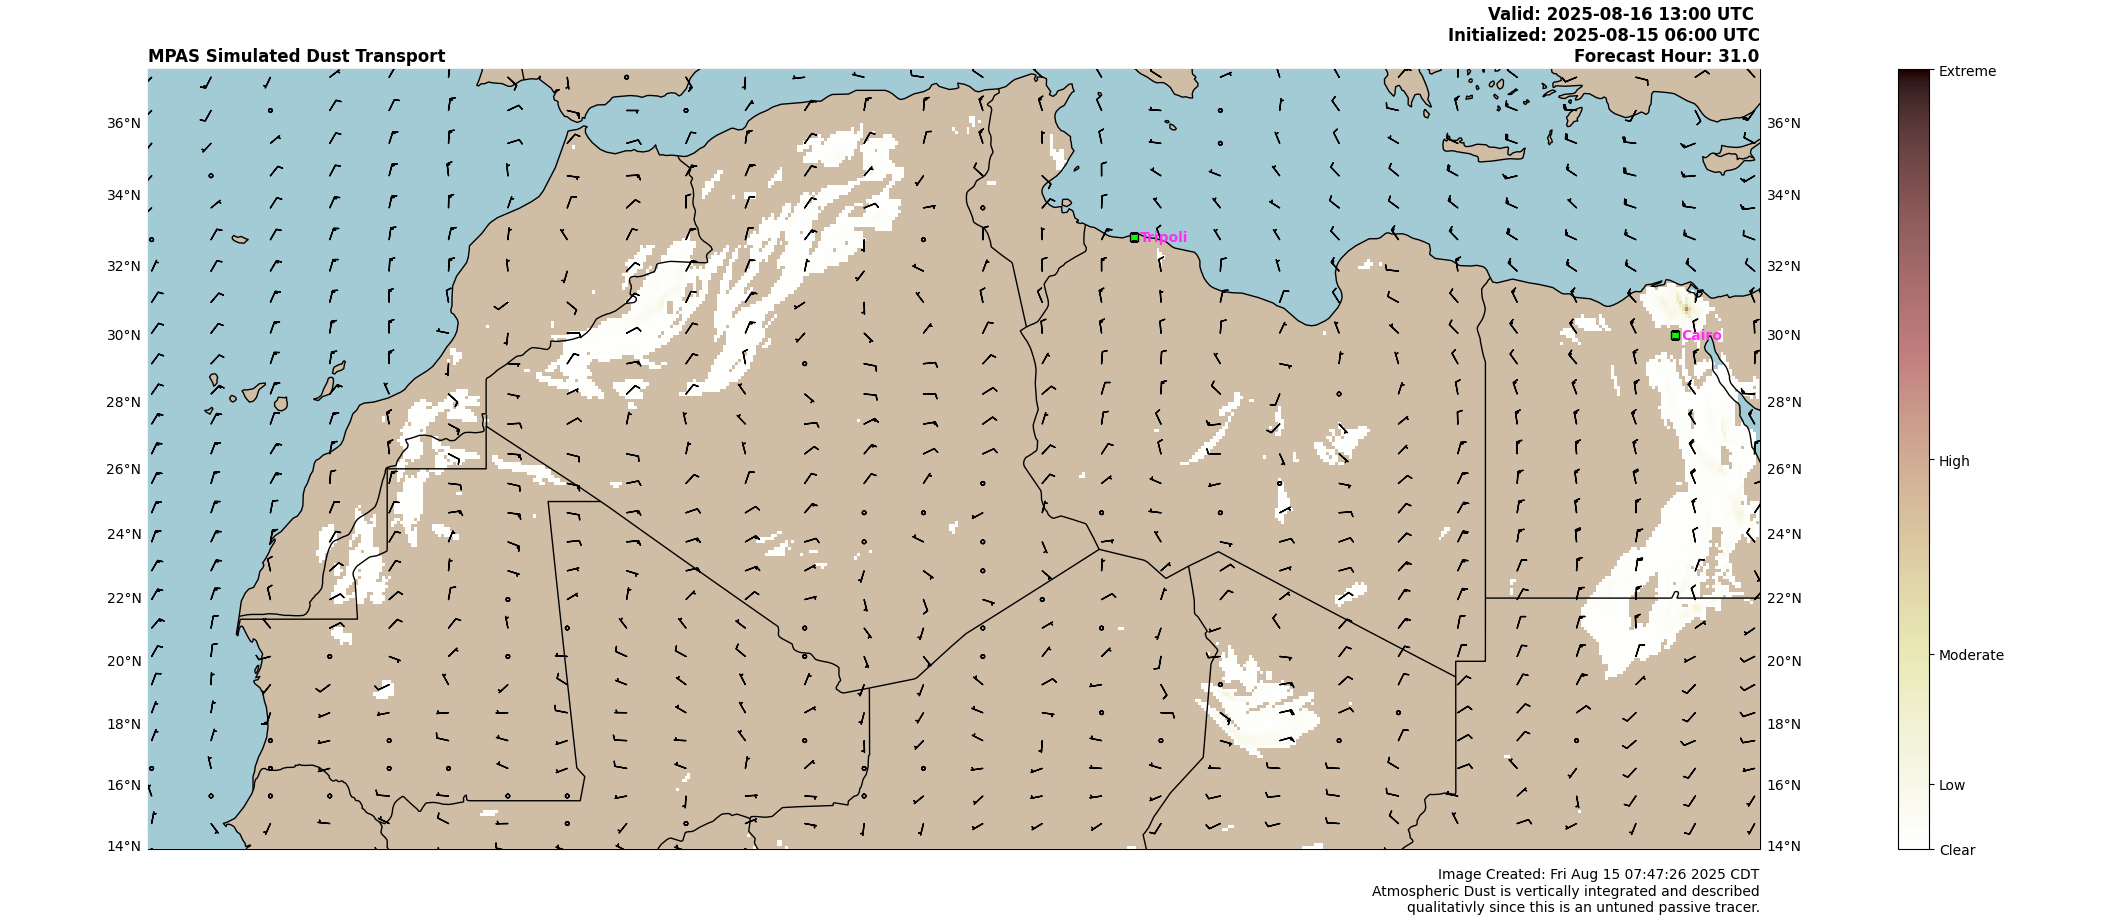 Valid: 2025-08-16 13:00 UTC
Initialized: 2025-08-15 06:00 UTC
MPAS Simulated Dust Transport
Forecast Hour: 31.0
Extreme
36°N
36°N
34°N
34°N
Tripoli
32°N
32°N
30°N
Cairo
30°N
28°N
28°N
26°N
26°N
High
24°N
24°N
22°N
22°N
20°N
20°N
Moderate
18°N
18°N
16°N
16°N
Low
14°N
14°N
Clear
Image Created: Fri Aug 15 07:47:26 2025 CDT
Atmospheric Dust is vertically integrated and described
qualitativly since this is an untuned passive tracer.